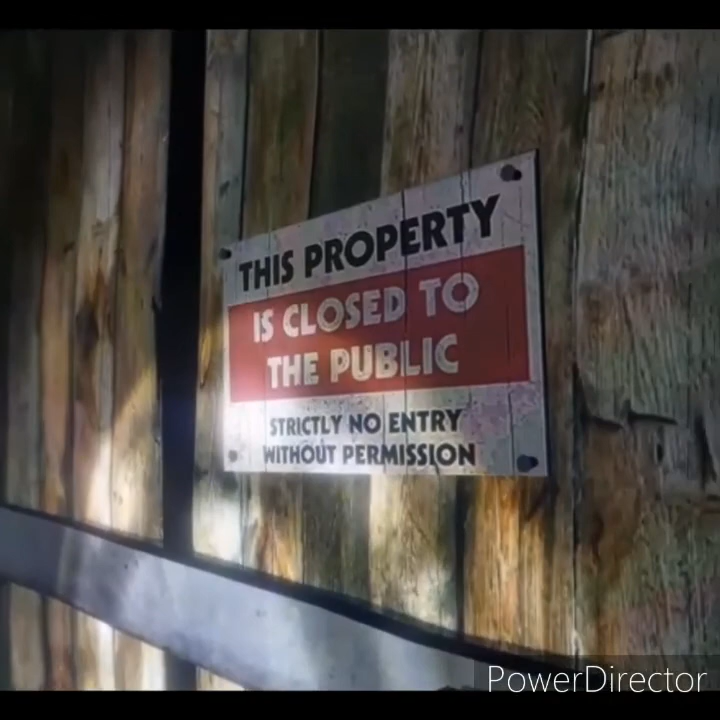 THIS PROPERTY
IS CLOSED TO
THE PUBLIC
STRICTLY NO ENTRY
WITHOUT PERMISSION
PowerDirector